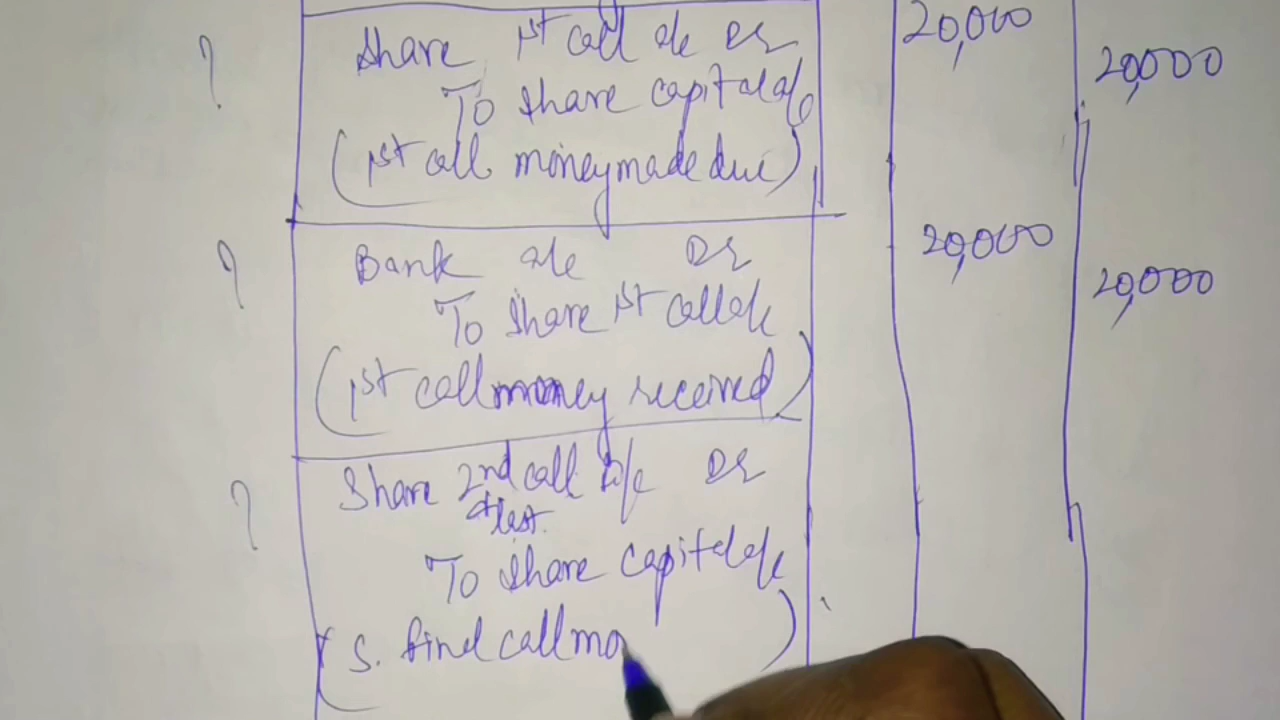 Share 1st call a/c Dr 20,000
To Share capital a/c 20,000
(1st call money made due)
? Bank a/c Dr 20,000
To Share 1st call a/c 20,000
(1st call money received)
? Share 2nd call a/c Dr
& last
To Share capital a/c
(S. final call mo )